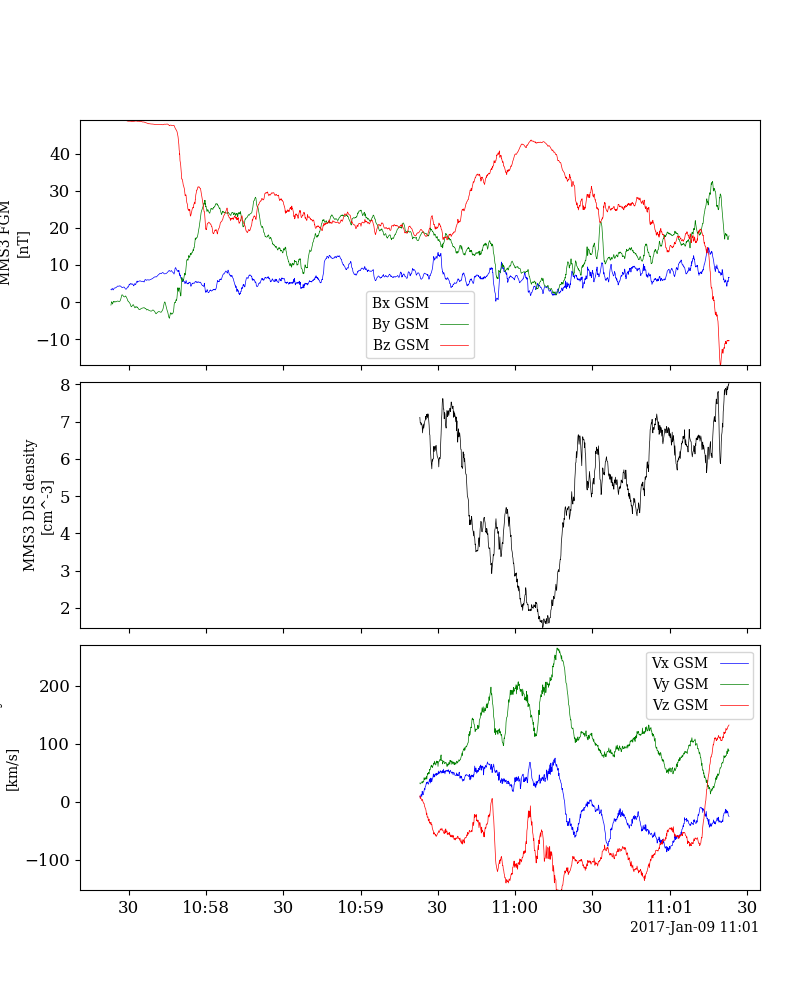 40
30
20
10
0
−10
MMS3 FGM
[nT]
Bx GSM
By GSM
Bz GSM
8
7
6
5
4
3
2
MMS3 DIS density
[cm^-3]
200
100
0
−100
[km/s]
Vx GSM
Vy GSM
Vz GSM
30
10:58
30
10:59
30
11:00
30
11:01
30
2017-Jan-09 11:01